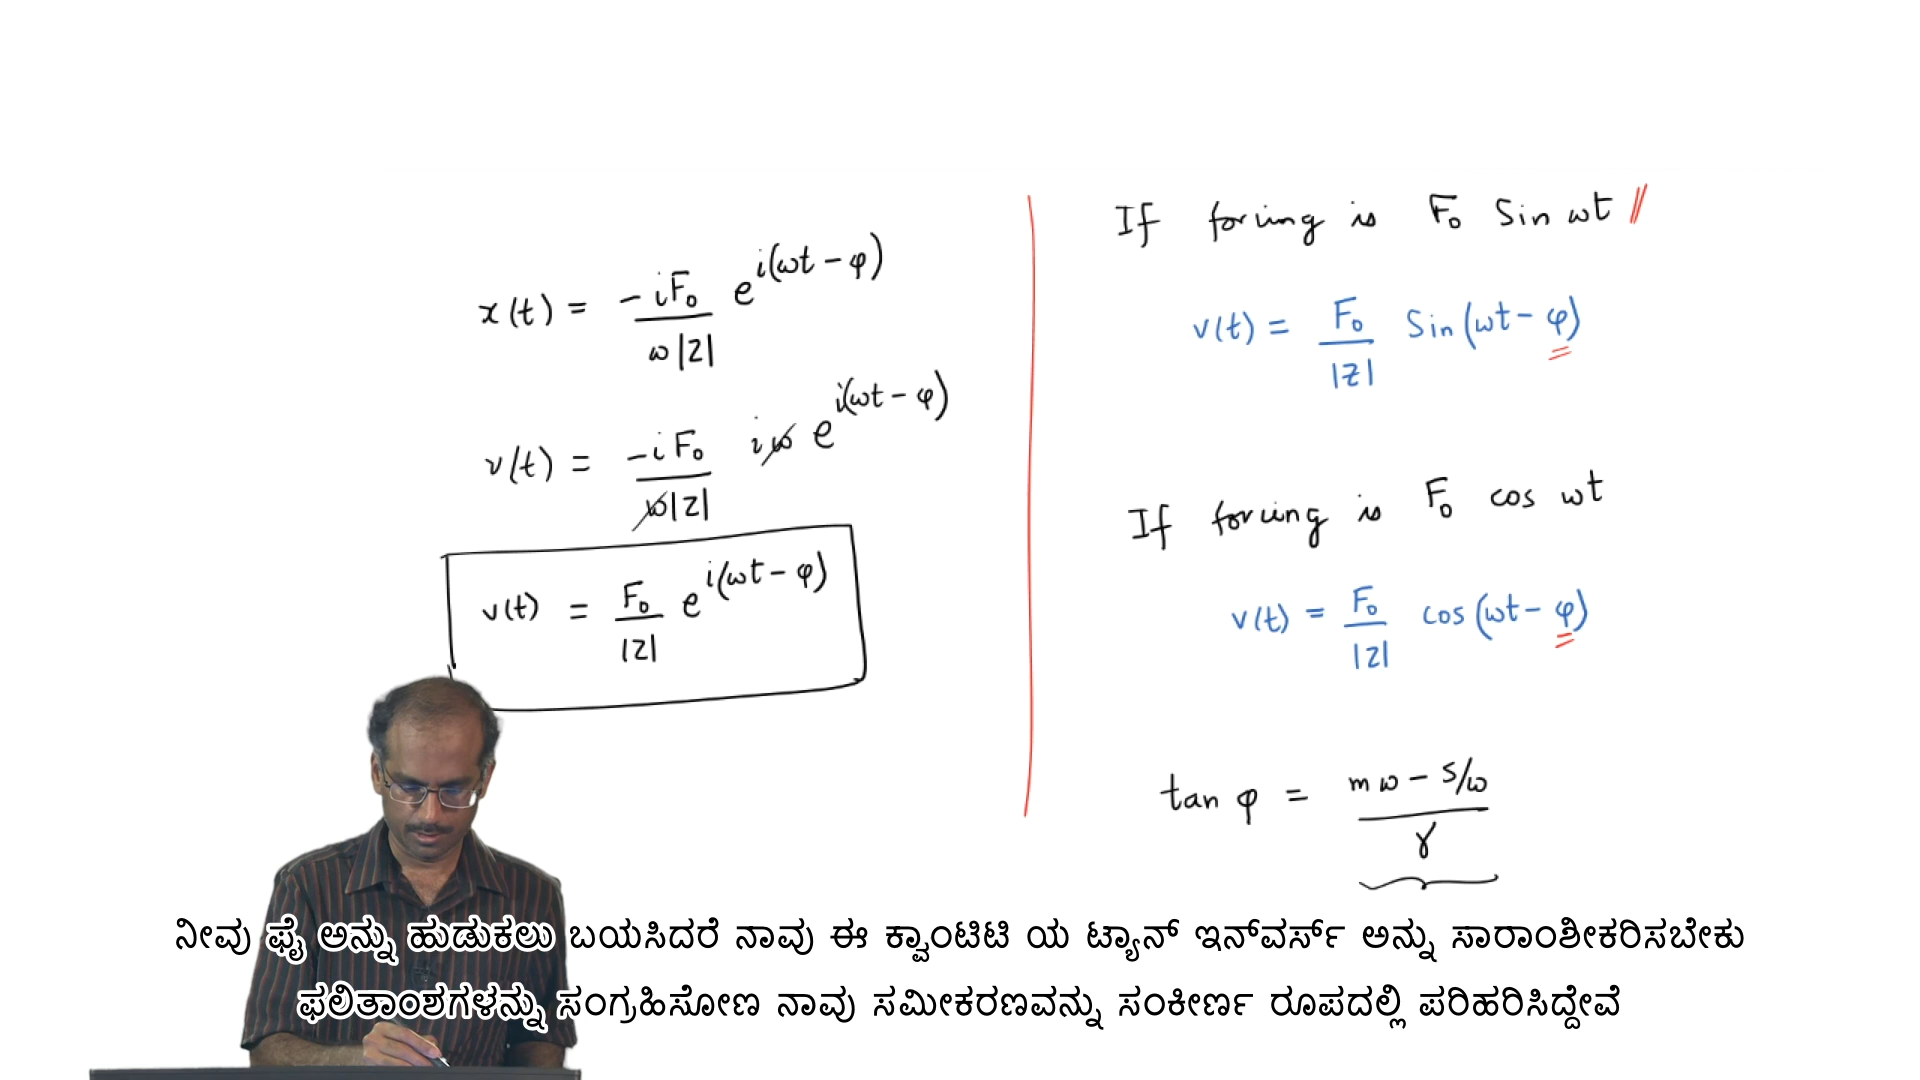 x(t) = -iF₀ / ω|z| e^{i(ωt - φ)}
v(t) = -iF₀ / ω|z| iω e^{i(ωt - φ)}
v(t) = F₀ / |z| e^{i(ωt - φ)}
If forcing is F₀ Sin ωt //
v(t) = F₀ / |z| Sin(ωt - φ)
If forcing is F₀ cos ωt
v(t) = F₀ / |z| cos(ωt - φ)
tan φ = mω - s/ω / γ
ನೀವು ಫೈ ಅನ್ನು ಹುಡುಕಲು ಬಯಸಿದರೆ ನಾವು ಈ ಕ್ವಾಂಟಿಟಿ ಯ ಟ್ಯಾನ್ ಇನ್‌ವರ್ಸ್ ಅನ್ನು ಸಾರಾಂಶೀಕರಿಸಬೇಕು
ಫಲಿತಾಂಶಗಳನ್ನು ಸಂಗ್ರಹಿಸೋಣ ನಾವು ಸಮೀಕರಣವನ್ನು ಸಂಕೀರ್ಣ ರೂಪದಲ್ಲಿ ಪರಿಹರಿಸಿದ್ದೇವೆ